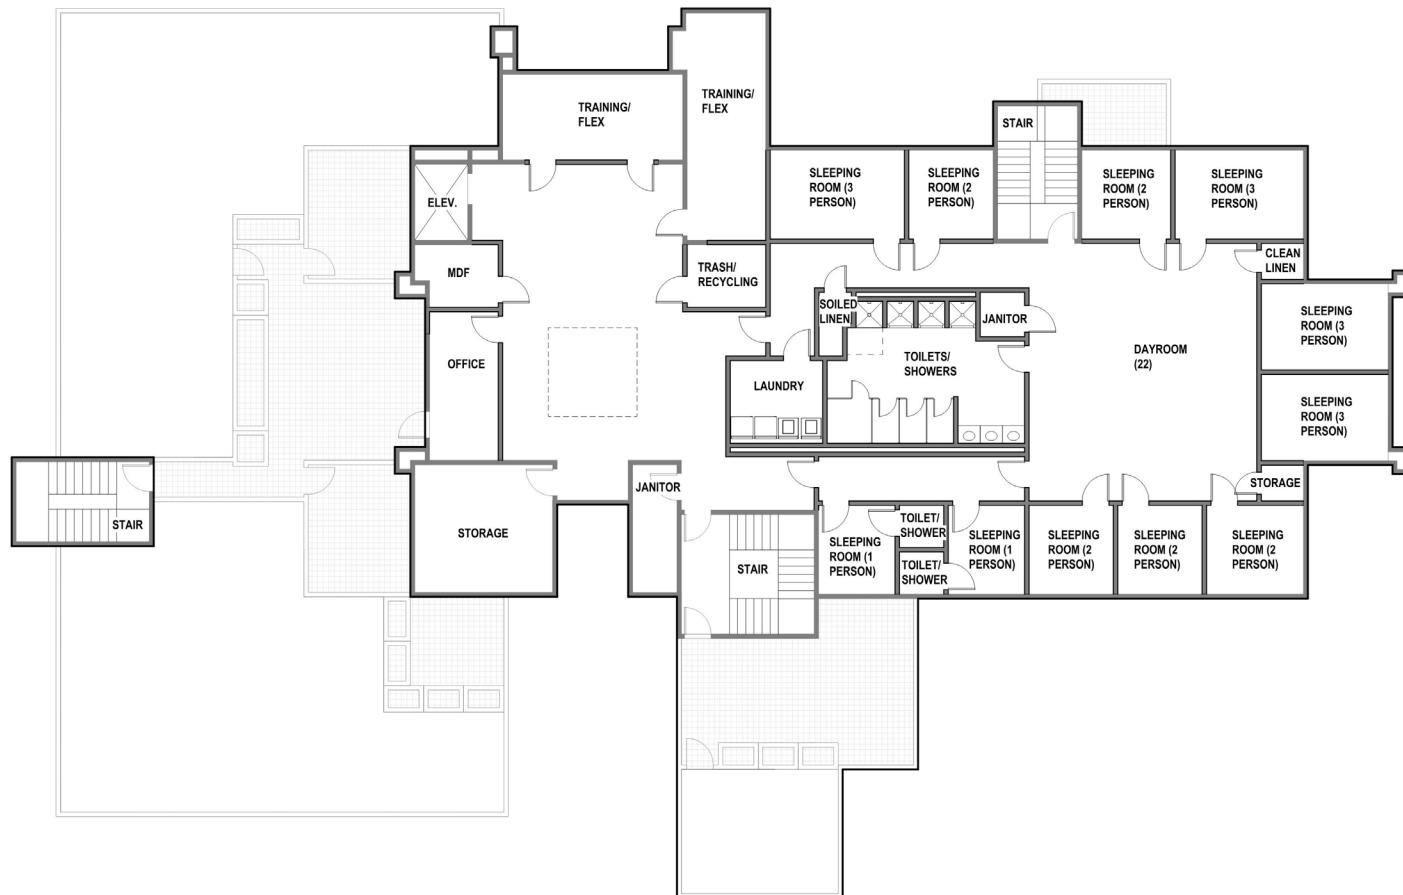 TRAINING/
FLEX
TRAINING/
FLEX
STAIR
SLEEPING
ROOM (3
PERSON)
SLEEPING
ROOM (2
PERSON)
SLEEPING
ROOM (2
PERSON)
SLEEPING
ROOM (3
PERSON)
ELEV.
MDF
TRASH/
RECYCLING
CLEAN
LINEN
SOILED
LINEN
JANITOR
SLEEPING
ROOM (3
PERSON)
OFFICE
LAUNDRY
TOILETS/
SHOWERS
DAYROOM
(22)
SLEEPING
ROOM (3
PERSON)
JANITOR
STORAGE
STAIR
STORAGE
STAIR
SLEEPING
ROOM (1
PERSON)
TOILET/
SHOWER
TOILET/
SHOWER
SLEEPING
ROOM (1
PERSON)
SLEEPING
ROOM (2
PERSON)
SLEEPING
ROOM (2
PERSON)
SLEEPING
ROOM (2
PERSON)